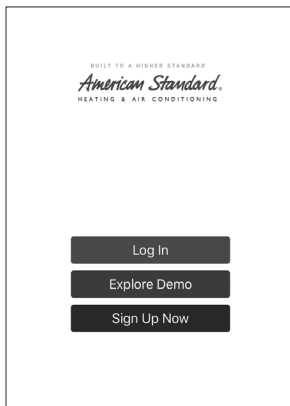 BUILT TO A HIGHER STANDARD
American Standard®
HEATING & AIR CONDITIONING
Log In
Explore Demo
Sign Up Now